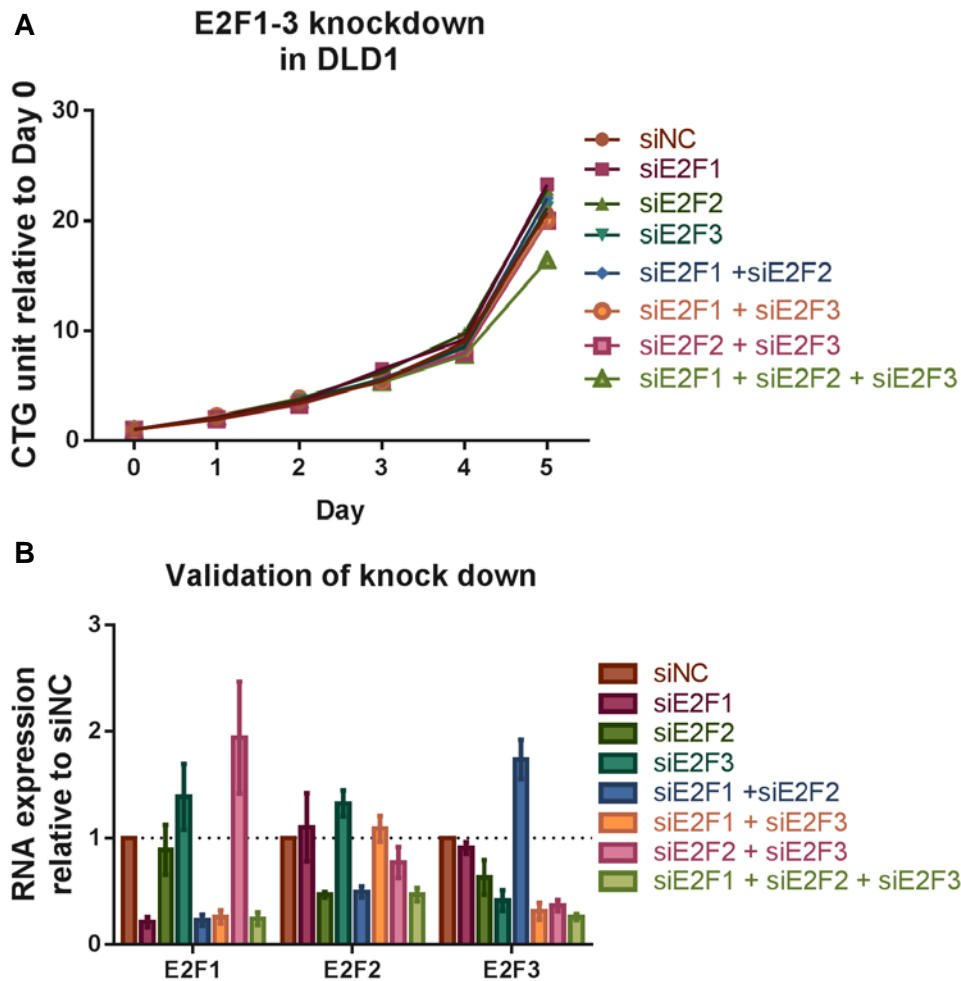 A
E2F1-3 knockdown
in DLD1
CTG unit relative to Day 0
30
20
10
0
0 1 2 3 4 5
Day
siNC
siE2F1
siE2F2
siE2F3
siE2F1 +siE2F2
siE2F1 + siE2F3
siE2F2 + siE2F3
siE2F1 + siE2F2 + siE2F3
B
Validation of knock down
RNA expression
relative to siNC
3
2
1
0
E2F1 E2F2 E2F3
siNC
siE2F1
siE2F2
siE2F3
siE2F1 +siE2F2
siE2F1 + siE2F3
siE2F2 + siE2F3
siE2F1 + siE2F2 + siE2F3